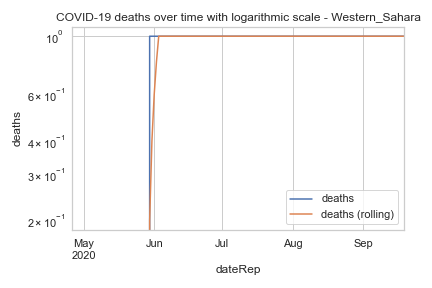 COVID-19 deaths over time with logarithmic scale - Western_Sahara
10⁰
6 × 10⁻¹
4 × 10⁻¹
3 × 10⁻¹
2 × 10⁻¹
deaths
deaths
deaths (rolling)
May Jun Jul Aug Sep
2020
dateRep